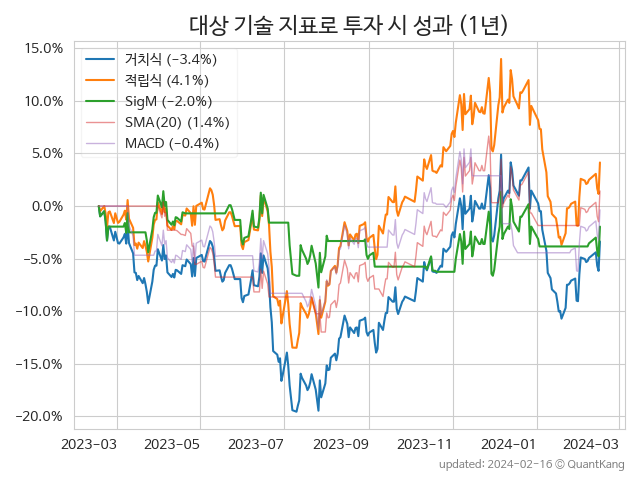 대상 기술 지표로 투자 시 성과 (1년)
15.0%
10.0%
5.0%
0.0%
−5.0%
−10.0%
−15.0%
−20.0%
거치식 (−3.4%)
적립식 (4.1%)
SigM (−2.0%)
SMA(20) (1.4%)
MACD (−0.4%)
2023-03 2023-05 2023-07 2023-09 2023-11 2024-01 2024-03
updated: 2024-02-16 © QuantKang